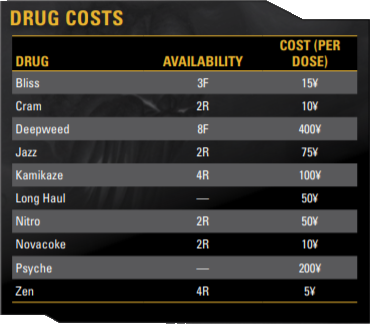 DRUG COSTS
DRUG AVAILABILITY COST (PER DOSE)
Bliss 3F 15¥
Cram 2R 10¥
Deepweed 8F 400¥
Jazz 2R 75¥
Kamikaze 4R 100¥
Long Haul — 50¥
Nitro 2R 50¥
Novacoke 2R 10¥
Psyche — 200¥
Zen 4R 5¥